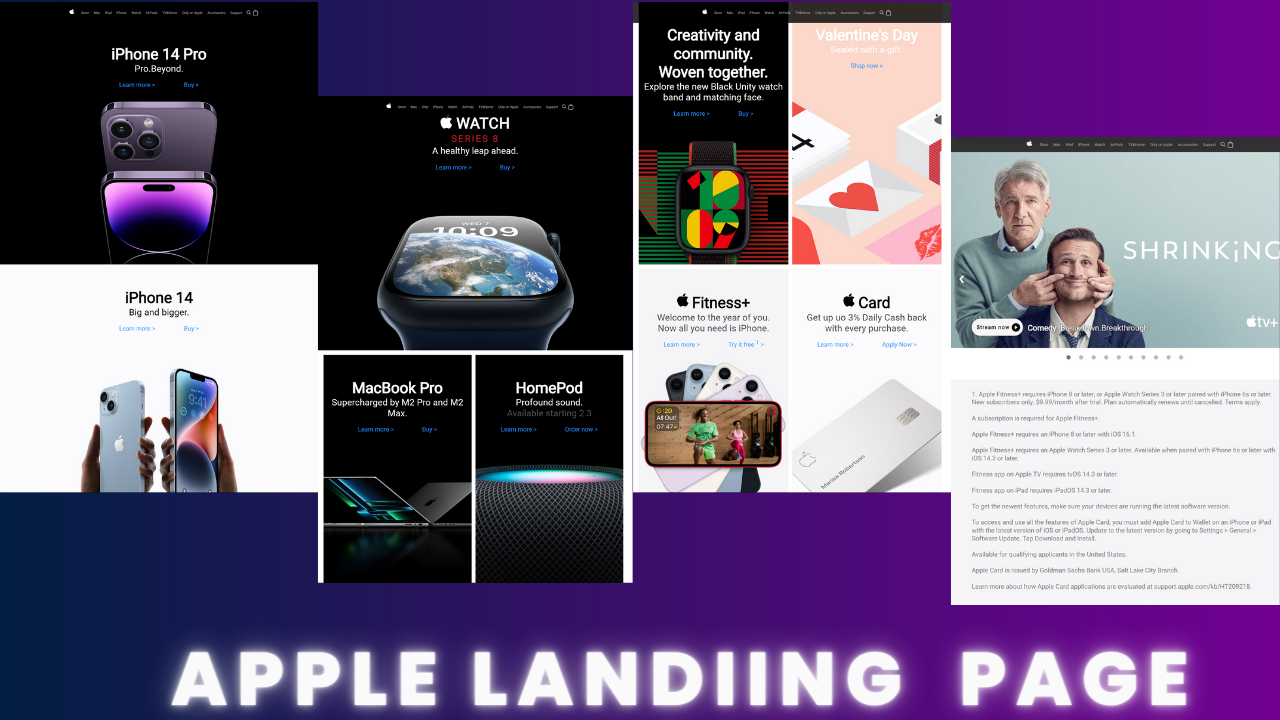 Store Mac iPad iPhone Watch AirPods TV&Home Only on Apple Accessories Support
iPhone 14 Pro
Pro.Beyond.
Learn more > Buy >
iPhone 14
Big and bigger.
Learn more > Buy >
Store Mac iPad iPhone Watch AirPods TV&Home Only on Apple Accessories Support
WATCH
SERIES 8
A healthy leap ahead.
Learn more > Buy >
WED 7
10:09
MacBook Pro
Supercharged by M2 Pro and M2
Max.
Learn more > Buy >
HomePod
Profound sound.
Available starting 2.3
Learn more > Order now >
Store Mac iPad iPhone Watch AirPods TV&Home Only on Apple Accessories Support
Creativity and
community.
Woven together.
Explore the new Black Unity watch
band and matching face.
Learn more > Buy >
Valentine's Day
Sealed with a gift.
Shop now >
Fitness+
Welcome to the year of you.
Now all you need is iPhone.
Learn more > Try it free 1 >
:20
All Out!
07:47
Card
Get up uo 3% Daily Cash back
with every purchase.
Learn more > Apply Now >
Marisa Robertson
Store Mac iPad iPhone Watch AirPods TV&Home Only on Apple Accessories Support
SHRINKING
‹
Stream now
Comedy .Breakdown.Breakthrough
tv+
1. Apple Fitness+ requires iPhone 8 or later, or Apple Watch Series 3 or later paired with iPhone 6s or later.
New subscribers only. $9.99/month after trial. Plan automatically renews until cancelled. Terms apply.
A subscription is required for Apple Fitness+.
Apple Fitness+ requires an iPhone 8 or later with iOS 16.1.
Apple Fitness+ requires an Apple Watch Series 3 or later. Available when paired with iPhone 6s or later with
iOS 14.3 or later.
Fitness app on Apple TV requires tvOS 14.3 or later.
Fitness app on iPad requires iPadOS 14.3 or later.
To get the newest features, make sure your devices are running the latest software version.
To access and use all the features of Apple Card, you must add Apple Card to Wallet on an iPhone or iPad
with the latest version of iOS or iPadOS. Update to the latest version by going to Settings > General >
Software Update. Tap Download and Install.
Available for qualifying applicants in the United States.
Apple Card is issued by Goldman Sachs Bank USA, Salt Lake City Branch.
Learn more about how Apple Card applications are evaluated at support.apple.com/kb/HT209218.
APPLE LANDIING PAGE